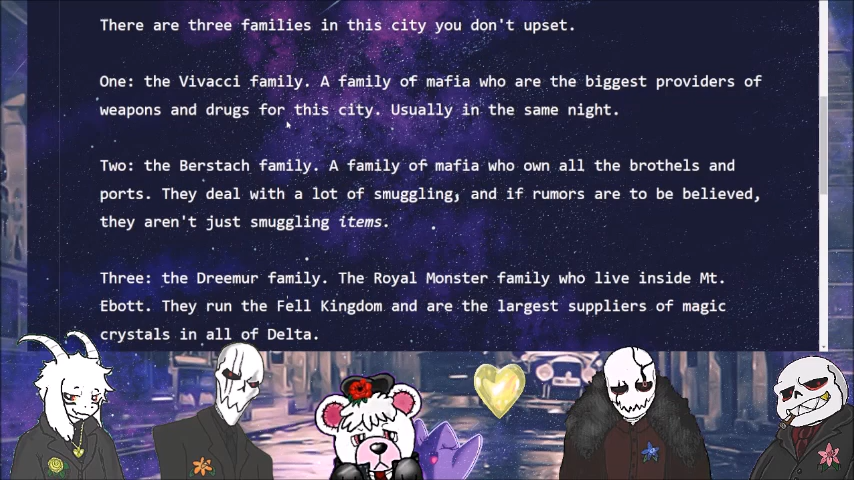 There are three families in this city you don't upset.
One: the Vivacci family. A family of mafia who are the biggest providers of
weapons and drugs for this city. Usually in the same night.
Two: the Berstach family. A family of mafia who own all the brothels and
ports. They deal with a lot of smuggling, and if rumors are to be believed,
they aren't just smuggling items.
Three: the Dreemur family. The Royal Monster family who live inside Mt.
Ebott. They run the Fell Kingdom and are the largest suppliers of magic
crystals in all of Delta.